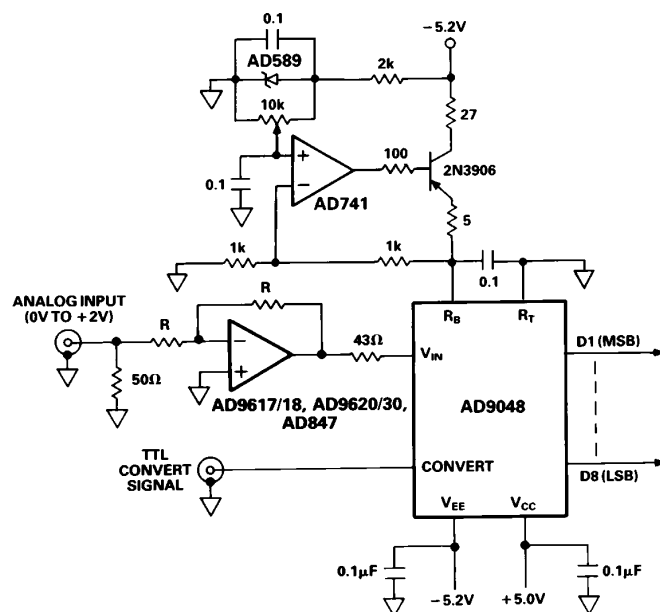 0.1
−5.2V
AD589
2k
10k
27
+
100
2N3906
0.1
−
AD741
5
1k
1k
0.1
ANALOG INPUT
(0V TO +2V)
R
R
R_B
R_T
−
43Ω
V_IN
D1 (MSB)
50Ω
+
AD9617/18, AD9620/30,
AD847
AD9048
TTL
CONVERT
SIGNAL
CONVERT
D8 (LSB)
V_EE
V_CC
0.1μF
0.1μF
−5.2V
+5.0V